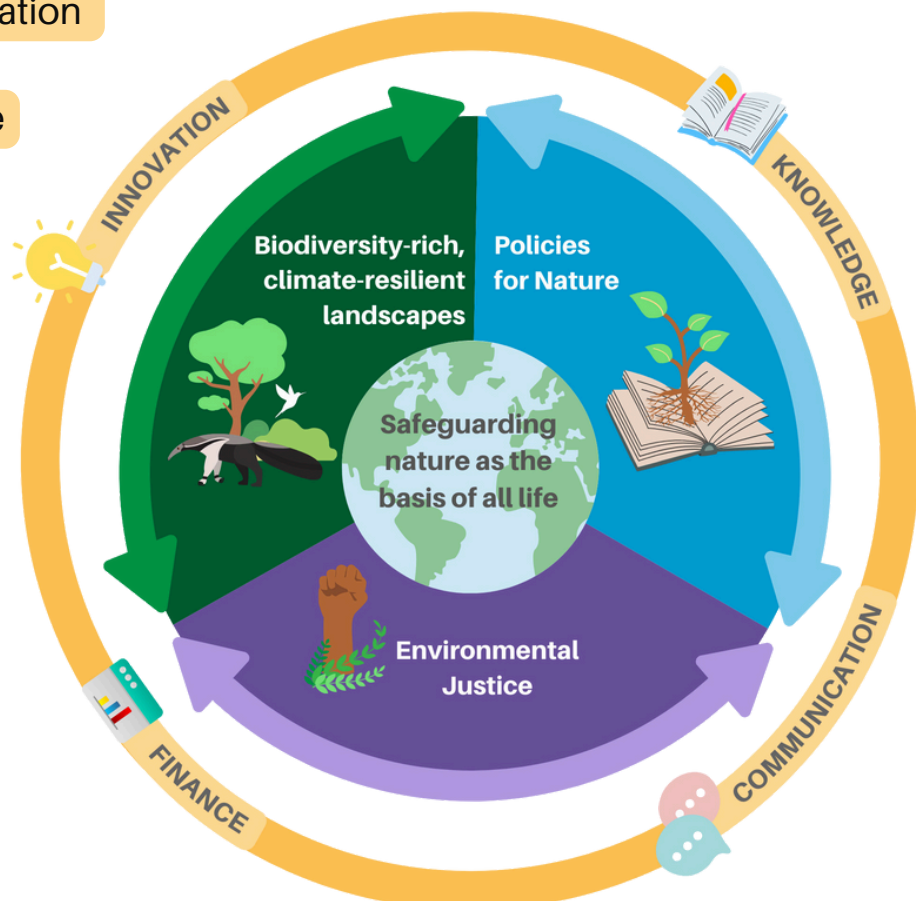 ation
e
INNOVATION
KNOWLEDGE
Biodiversity-rich,
climate-resilient
landscapes
Policies
for Nature
Safeguarding
nature as the
basis of all life
Environmental
Justice
FINANCE
COMMUNICATION